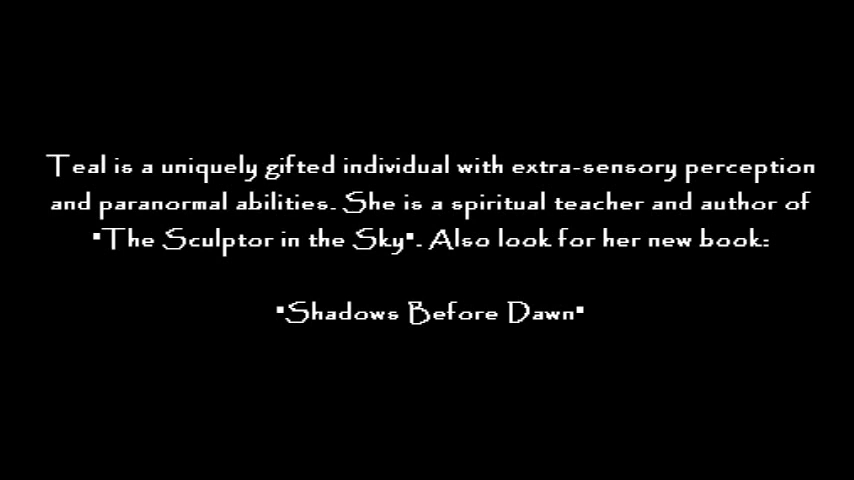 Teal is a uniquely gifted individual with extra-sensory perception
and paranormal abilities. She is a spiritual teacher and author of
"The Sculptor in the Sky". Also look for her new book:
"Shadows Before Dawn"